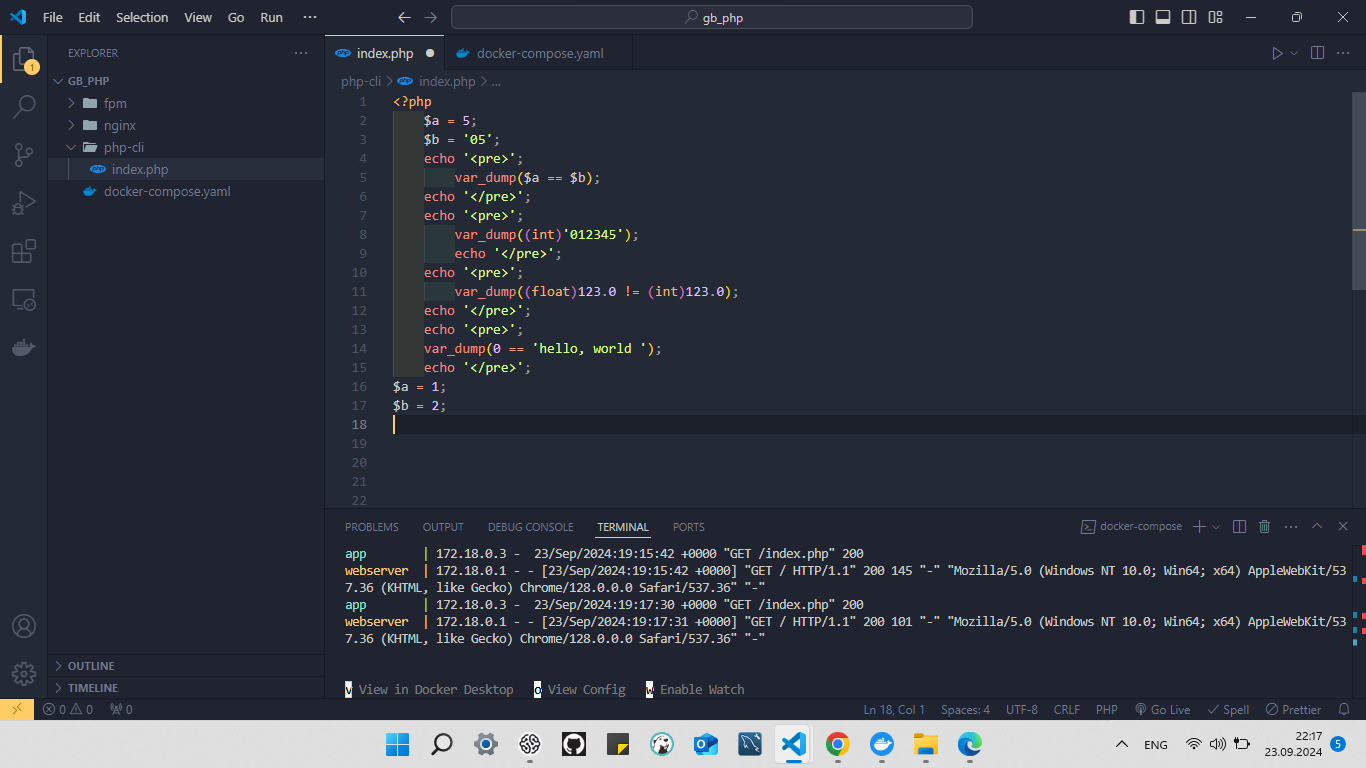 File Edit Selection View Go Run ···
gb_php
EXPLORER ···
GB_PHP
fpm
nginx
php-cli
index.php
docker-compose.yaml
OUTLINE
TIMELINE
1
index.php
docker-compose.yaml
php-cli > index.php > ...
1 <?php
2 $a = 5;
3 $b = '05';
4 echo '<pre>';
5 var_dump($a == $b);
6 echo '</pre>';
7 echo '<pre>';
8 var_dump((int)'012345');
9 echo '</pre>';
10 echo '<pre>';
11 var_dump((float)123.0 != (int)123.0);
12 echo '</pre>';
13 echo '<pre>';
14 var_dump(0 == 'hello, world ');
15 echo '</pre>';
16 $a = 1;
17 $b = 2;
18
19
20
21
22
PROBLEMS OUTPUT DEBUG CONSOLE TERMINAL PORTS
docker-compose
app | 172.18.0.3 - 23/Sep/2024:19:15:42 +0000 "GET /index.php" 200
webserver | 172.18.0.1 - - [23/Sep/2024:19:15:42 +0000] "GET / HTTP/1.1" 200 145 "-" "Mozilla/5.0 (Windows NT 10.0; Win64; x64) AppleWebKit/53
7.36 (KHTML, like Gecko) Chrome/128.0.0.0 Safari/537.36" "-"
app | 172.18.0.3 - 23/Sep/2024:19:17:30 +0000 "GET /index.php" 200
webserver | 172.18.0.1 - - [23/Sep/2024:19:17:31 +0000] "GET / HTTP/1.1" 200 101 "-" "Mozilla/5.0 (Windows NT 10.0; Win64; x64) AppleWebKit/53
7.36 (KHTML, like Gecko) Chrome/128.0.0.0 Safari/537.36" "-"
v View in Docker Desktop o View Config w Enable Watch
0 0 0
Ln 18, Col 1 Spaces: 4 UTF-8 CRLF PHP Go Live Spell Prettier
ENG
22:17
23.09.2024
5